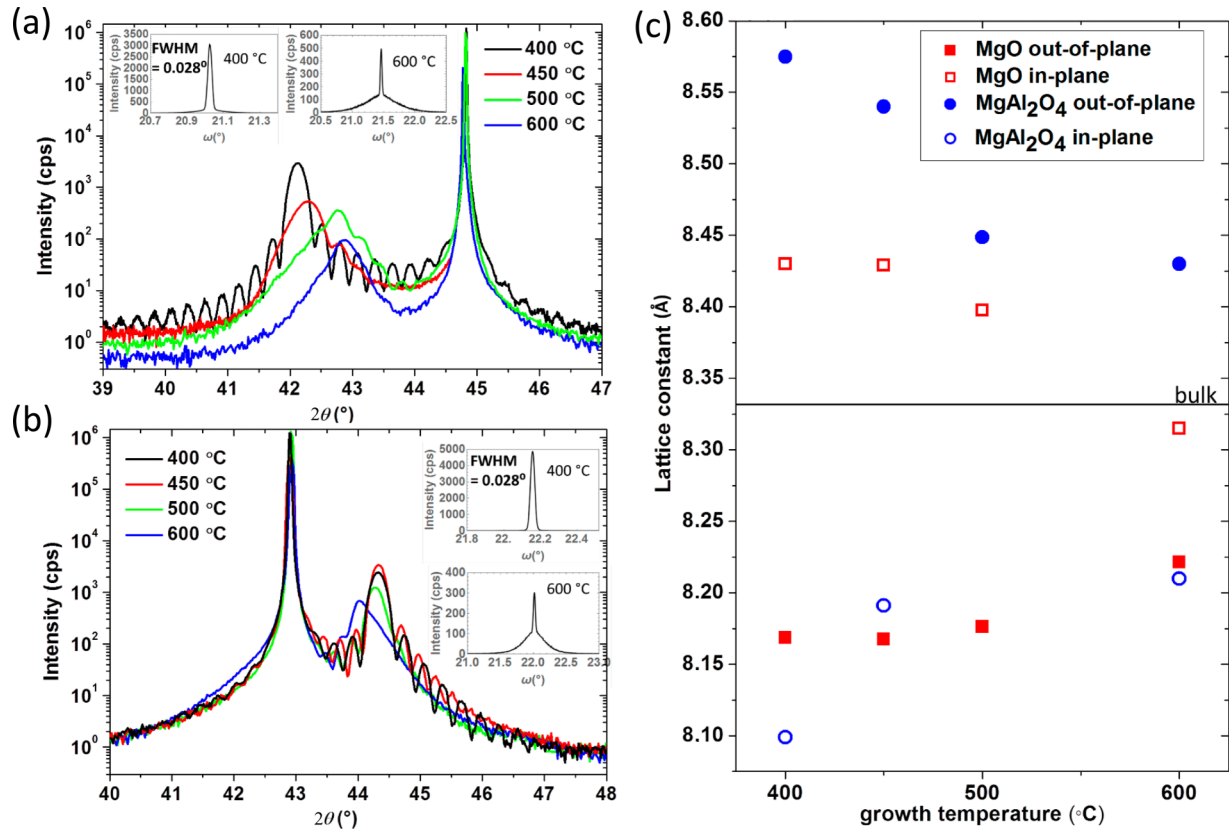 (a)
Intensity (cps)
10⁶
10⁵
10⁴
10³
10²
10¹
10⁰
39 40 41 42 43 44 45 46 47
2θ (°)
400 °C
450 °C
500 °C
600 °C
Intensity (cps)
3500
3000
2500
2000
1500
1000
500
0
FWHM
= 0.028°
400 °C
20.7 21.0 21.3
ω(°)
Intensity (cps)
600
500
400
300
200
100
0
600 °C
20.5 21.0 21.5 22.0 22.5
ω(°)
(b)
Intensity (cps)
10⁶
10⁵
10⁴
10³
10²
10¹
10⁰
40 41 42 43 44 45 46 47 48
2θ (°)
400 °C
450 °C
500 °C
600 °C
Intensity (cps)
5000
4000
3000
2000
1000
0
FWHM
= 0.028°
400 °C
21.8 22. 22.2 22.4
ω(°)
Intensity (cps)
400
300
200
100
0
600 °C
21.0 21.5 22.0 22.5 23.0
ω(°)
(c)
Lattice constant (Å)
8.60
8.55
8.50
8.45
8.40
8.35
8.30
8.25
8.20
8.15
8.10
MgO out-of-plane
MgO in-plane
MgAl₂O₄ out-of-plane
MgAl₂O₄ in-plane
bulk
400 450 500 550 600
growth temperature (°C)